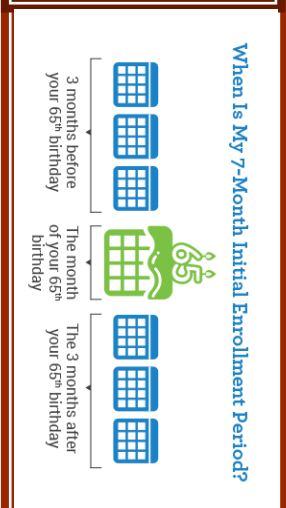 When Is My 7-Month Initial Enrollment Period?
65
3 months before
your 65th birthday
The month
of your 65th
birthday
The 3 months after
your 65th birthday